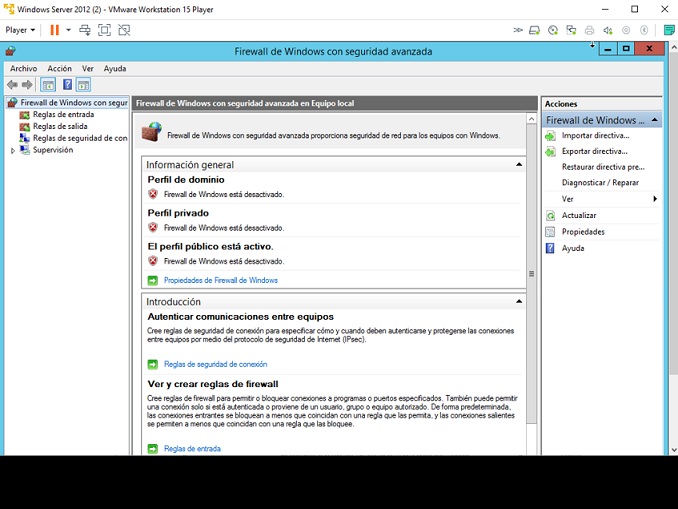 Windows Server 2012 (2) - VMware Workstation 15 Player
Player
Firewall de Windows con seguridad avanzada
Archivo Acción Ver Ayuda
Firewall de Windows con segur
Reglas de entrada
Reglas de salida
Reglas de seguridad de con
Supervisión
Firewall de Windows con seguridad avanzada en Equipo local
Firewall de Windows con seguridad avanzada proporciona seguridad de red para los equipos con Windows.
Información general
Perfil de dominio
Firewall de Windows está desactivado.
Perfil privado
Firewall de Windows está desactivado.
El perfil público está activo.
Firewall de Windows está desactivado.
Propiedades de Firewall de Windows
Introducción
Autenticar comunicaciones entre equipos
Cree reglas de seguridad de conexión para especificar cómo y cuando deben autenticarse y protegerse las conexiones
entre equipos por medio del protocolo de seguridad de Internet (IPsec).
Reglas de seguridad de conexión
Ver y crear reglas de firewall
Cree reglas de firewall para permitir o bloquear conexiones a programas o puertos especificados. También puede permitir
una conexión solo si está autenticada o proviene de un usuario, grupo o equipo autorizado. De forma predeterminada,
las conexiones entrantes se bloquean a menos que coincidan con una regla que las permita, y las conexiones salientes
se permiten a menos que coincidan con una regla que las bloquee.
Reglas de entrada
Acciones
Firewall de Windows ...
Importar directiva...
Exportar directiva...
Restaurar directiva pre...
Diagnosticar / Reparar
Ver
Actualizar
Propiedades
Ayuda